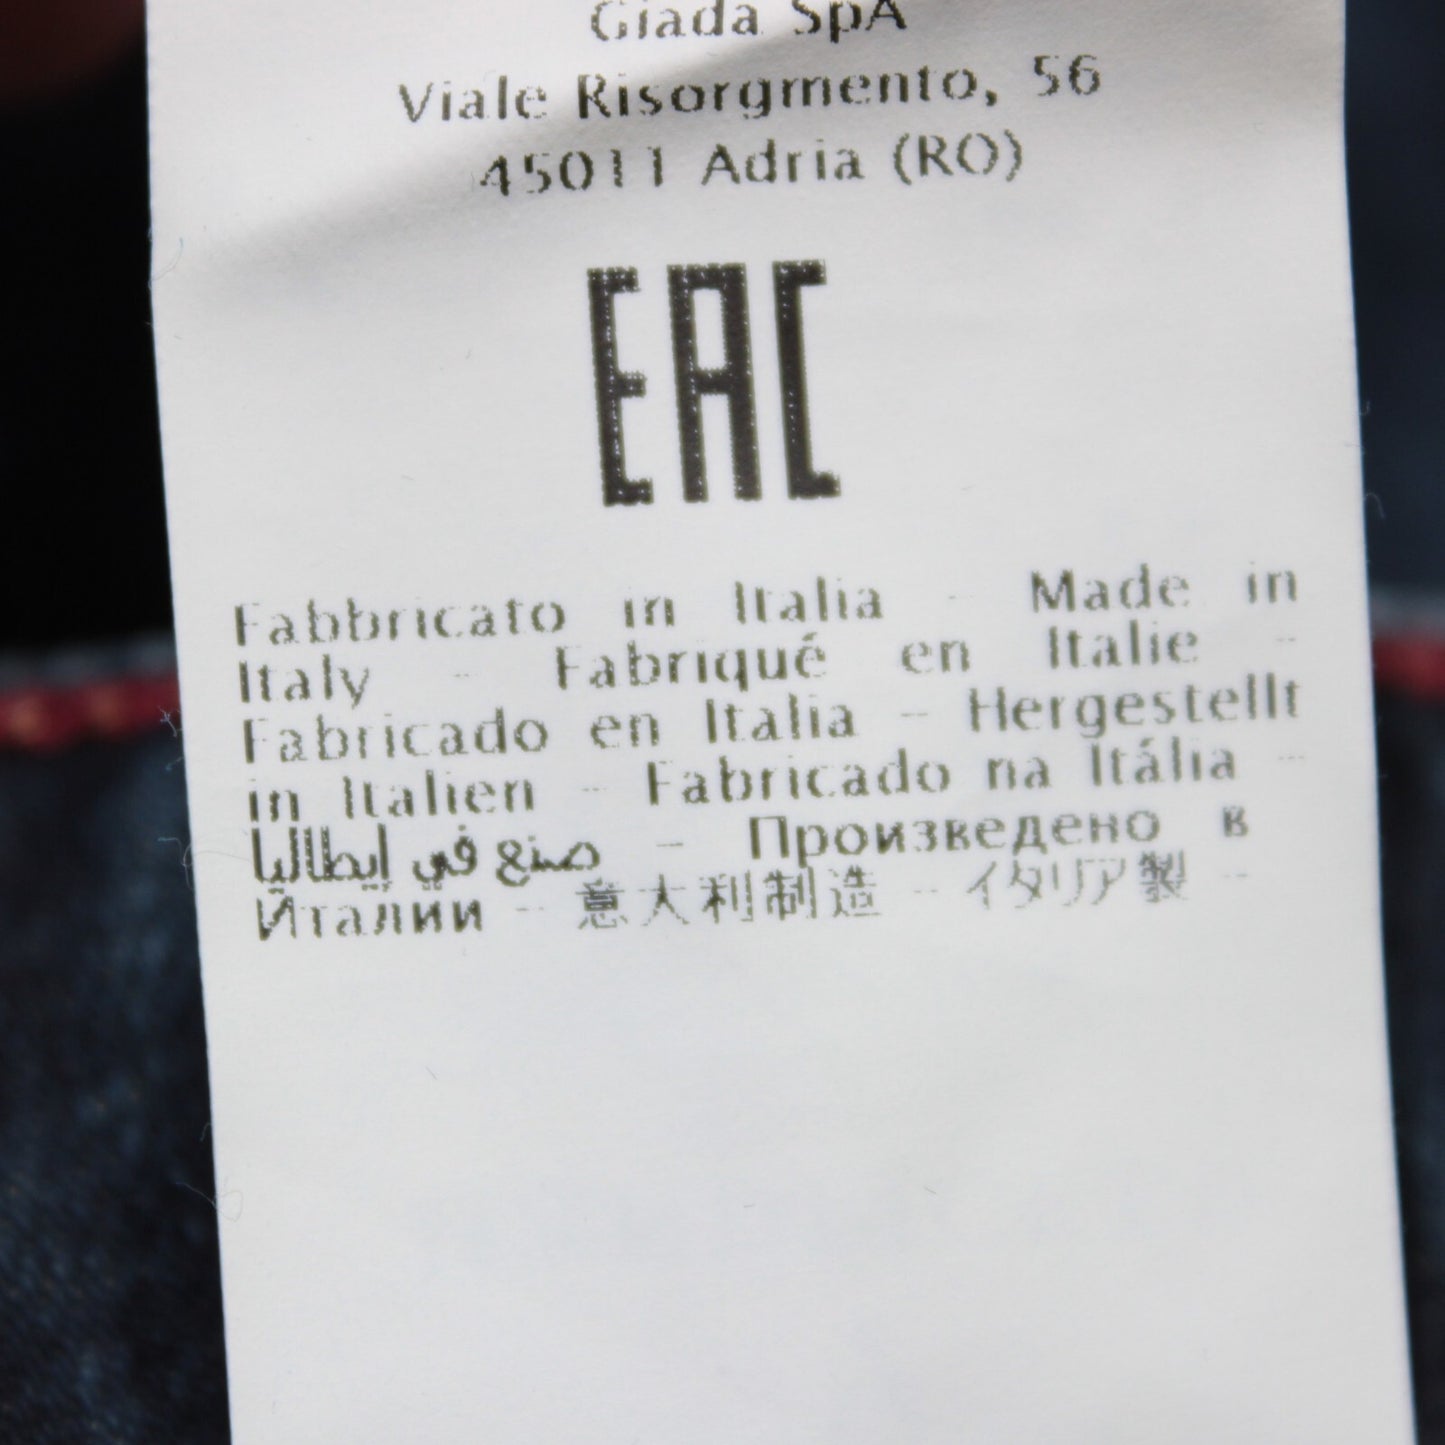 Giada SpA
Viale Risorgmento, 56
45011 Adria (RO)
EAC
Fabbricato in Italia - Made in
Italy - Fabriqué en Italie -
Fabricado en Italia - Hergestellt
in Italien - Fabricado na Itália -
صنع في إيطاليا - Произведено в
Италии - 意大利制造 - イタリア製 -